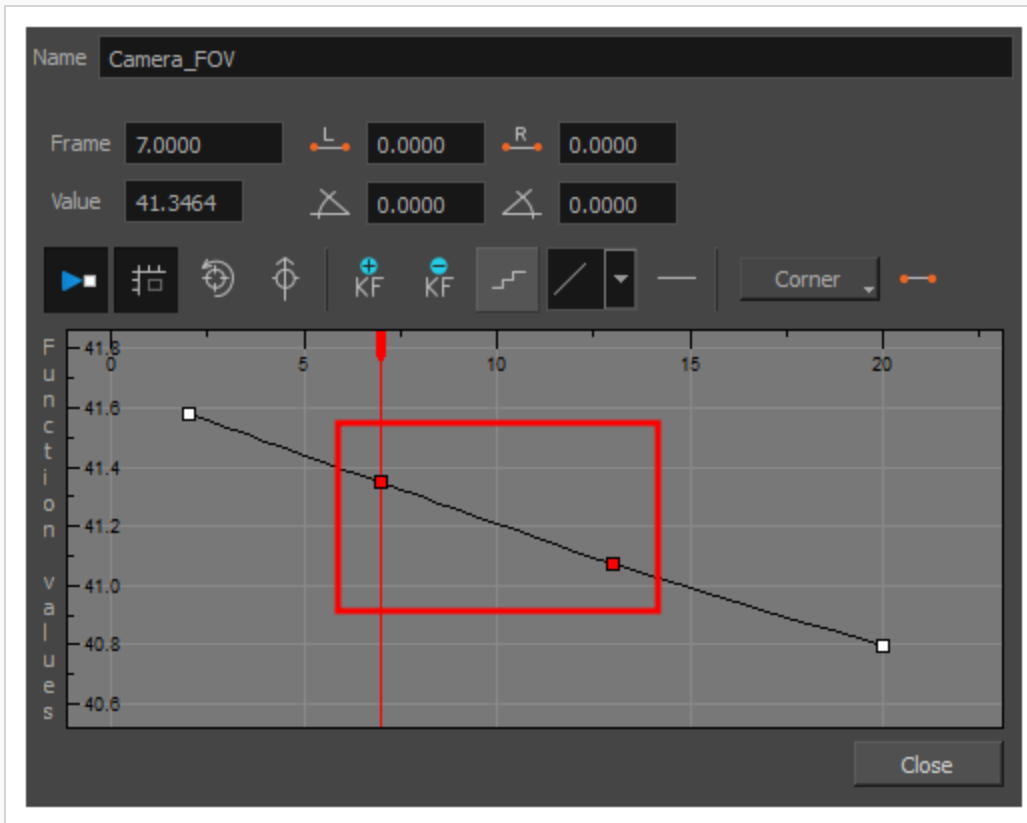 Name Camera_FOV
Frame 7.0000 L 0.0000 R 0.0000
Value 41.3464 0.0000 0.0000
KF KF Corner
Function values
41.8
0 5 10 15 20
41.6
41.4
41.2
41.0
40.8
40.6
Close